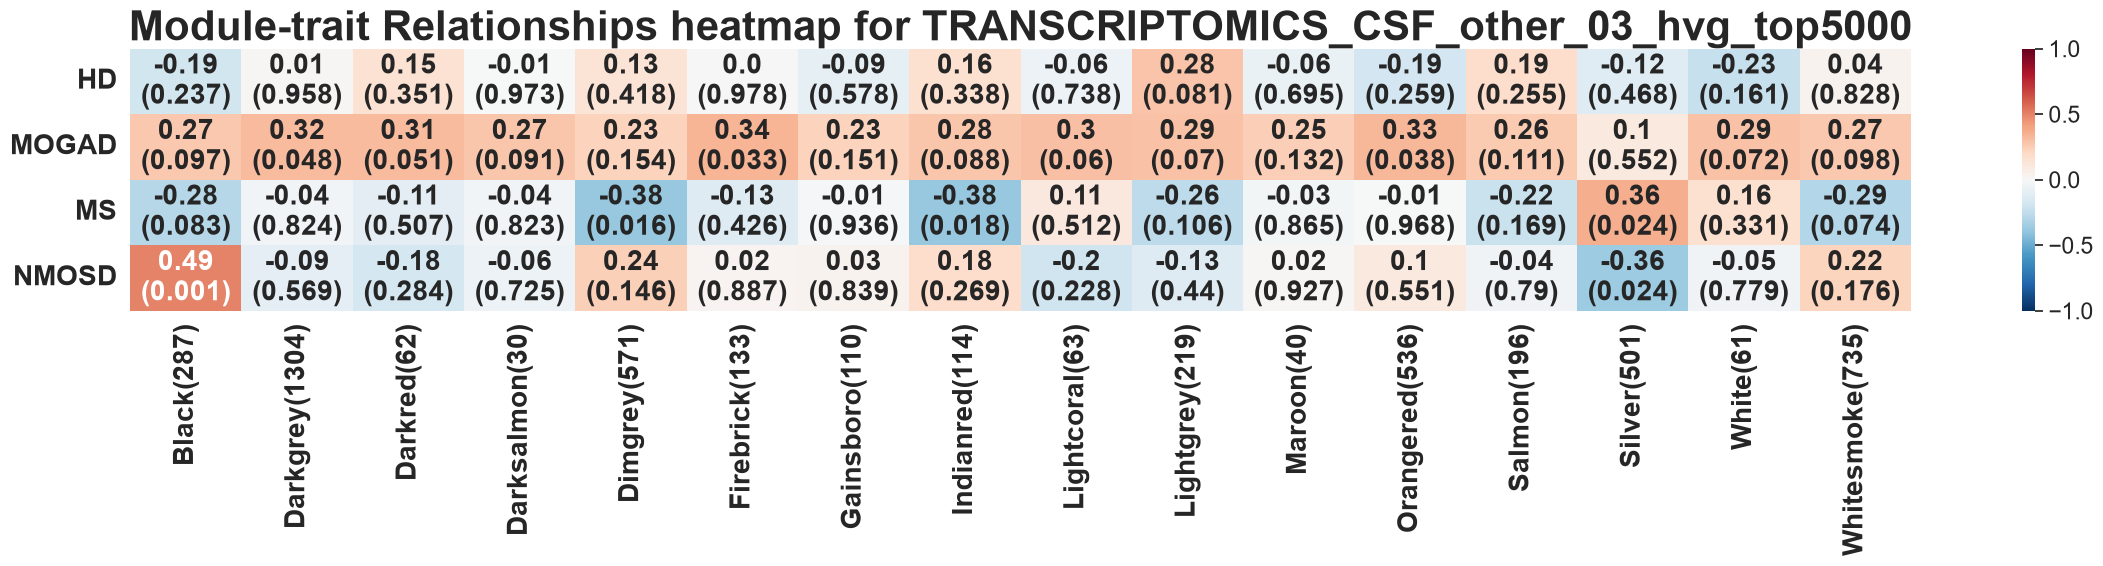 Module-trait Relationships heatmap for TRANSCRIPTOMICS_CSF_other_03_hvg_top5000
HD
-0.19 0.01 0.15 -0.01 0.13 0.0 -0.09 0.16 -0.06 0.28 -0.06 -0.19 0.19 -0.12 -0.23 0.04
(0.237) (0.958) (0.351) (0.973) (0.418) (0.978) (0.578) (0.338) (0.738) (0.081) (0.695) (0.259) (0.255) (0.468) (0.161) (0.828)
MOGAD
0.27 0.32 0.31 0.27 0.23 0.34 0.23 0.28 0.3 0.29 0.25 0.33 0.26 0.1 0.29 0.27
(0.097) (0.048) (0.051) (0.091) (0.154) (0.033) (0.151) (0.088) (0.06) (0.07) (0.132) (0.038) (0.111) (0.552) (0.072) (0.098)
MS
-0.28 -0.04 -0.11 -0.04 -0.38 -0.13 -0.01 -0.38 0.11 -0.26 -0.03 -0.01 -0.22 0.36 0.16 -0.29
(0.083) (0.824) (0.507) (0.823) (0.016) (0.426) (0.936) (0.018) (0.512) (0.106) (0.865) (0.968) (0.169) (0.024) (0.331) (0.074)
NMOSD
0.49 -0.09 -0.18 -0.06 0.24 0.02 0.03 0.18 -0.2 -0.13 0.02 0.1 -0.04 -0.36 -0.05 0.22
(0.001) (0.569) (0.284) (0.725) (0.146) (0.887) (0.839) (0.269) (0.228) (0.44) (0.927) (0.551) (0.79) (0.024) (0.779) (0.176)
Black(287)
Darkgrey(1304)
Darkred(62)
Darksalmon(30)
Dimgrey(571)
Firebrick(133)
Gainsboro(110)
Indianred(114)
Lightcoral(63)
Lightgrey(219)
Maroon(40)
Orangered(536)
Salmon(196)
Silver(501)
White(61)
Whitesmoke(735)
1.0
0.5
0.0
−0.5
−1.0